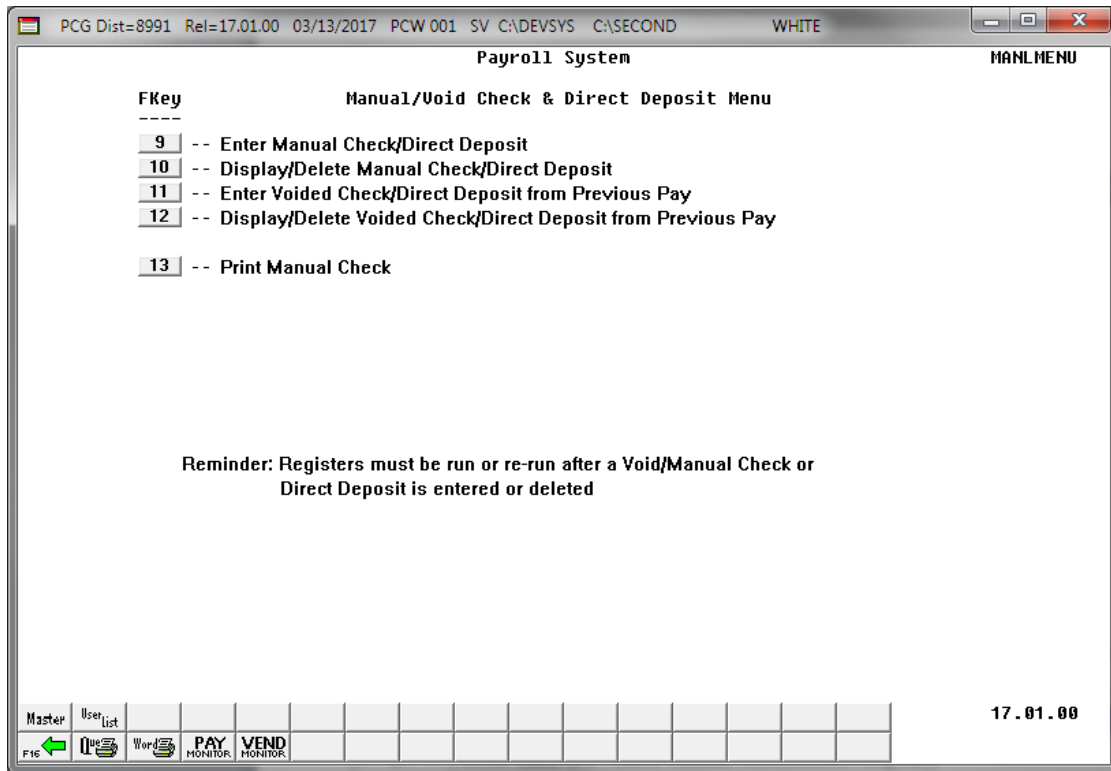 PCG Dist=8991 Rel=17.01.00 03/13/2017 PCW 001 SV C:\DEVSYS C:\SECOND WHITE
Payroll System MANLMENU
FKey Manual/Void Check & Direct Deposit Menu
----
9 -- Enter Manual Check/Direct Deposit
10 -- Display/Delete Manual Check/Direct Deposit
11 -- Enter Voided Check/Direct Deposit from Previous Pay
12 -- Display/Delete Voided Check/Direct Deposit from Previous Pay
13 -- Print Manual Check
Reminder: Registers must be run or re-run after a Void/Manual Check or
Direct Deposit is entered or deleted
Master User List 17.01.00
F16 Que Word PAY MONITOR VEND MONITOR